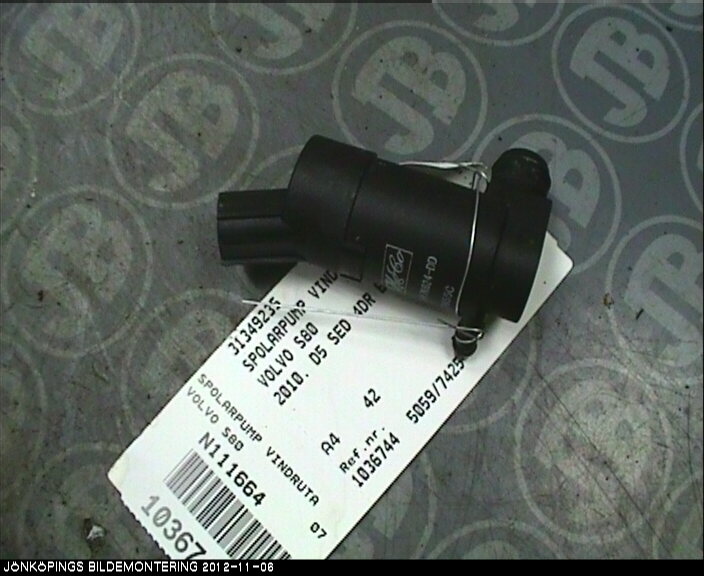 JB
31349235
SPOLARPUMP VIND
VOLVO S80
2010. D5 SED 4DR
A4 42
Ref.nr. 5059/7425
1036744
SPOLARPUMP VINDRUTA
VOLVO S80
N111664 07
10367
JÖNKÖPINGS BILDEMONTERING 2012-11-06